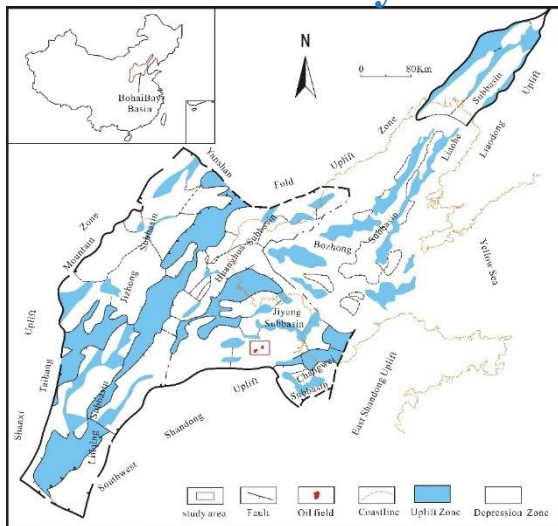 BohaiBay
Basin
N
0
80Km
Subbasin
Uplift
Liaohe
Liaodong
Zone
Uplift
Fold
Yanshan
Zone
Mountain
Subbasin
Jizhong
Huanghua
Subbasin
Bozhong
Subbasin
Yellow Sea
Jiyang
Subbasin
Changwei
Subbasin
East Shandong Uplift
Uplift
Taihang
Shanxi
Subbasin
Linqing
Uplift
Shandong
Southwest
study area
Fault
Oil field
Coastline
Uplift Zone
Depression Zone